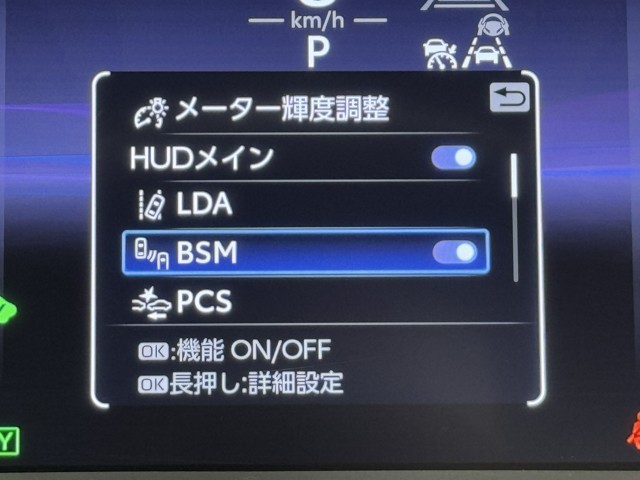 km/h
P
メーター輝度調整
HUDメイン
LDA
BSM
PCS
OK:機能 ON/OFF
OK長押し:詳細設定
Y